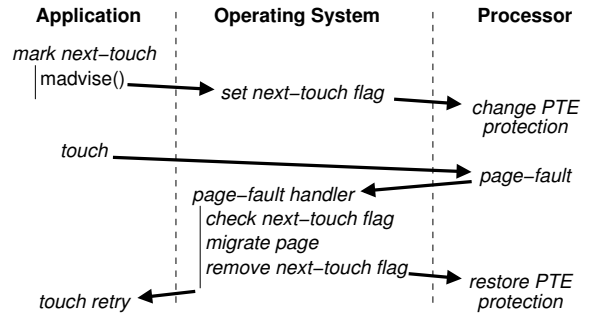 Application Operating System Processor
mark next−touch
madvise()
set next−touch flag
change PTE
protection
touch
page−fault
page−fault handler
check next−touch flag
migrate page
remove next−touch flag
restore PTE
protection
touch retry